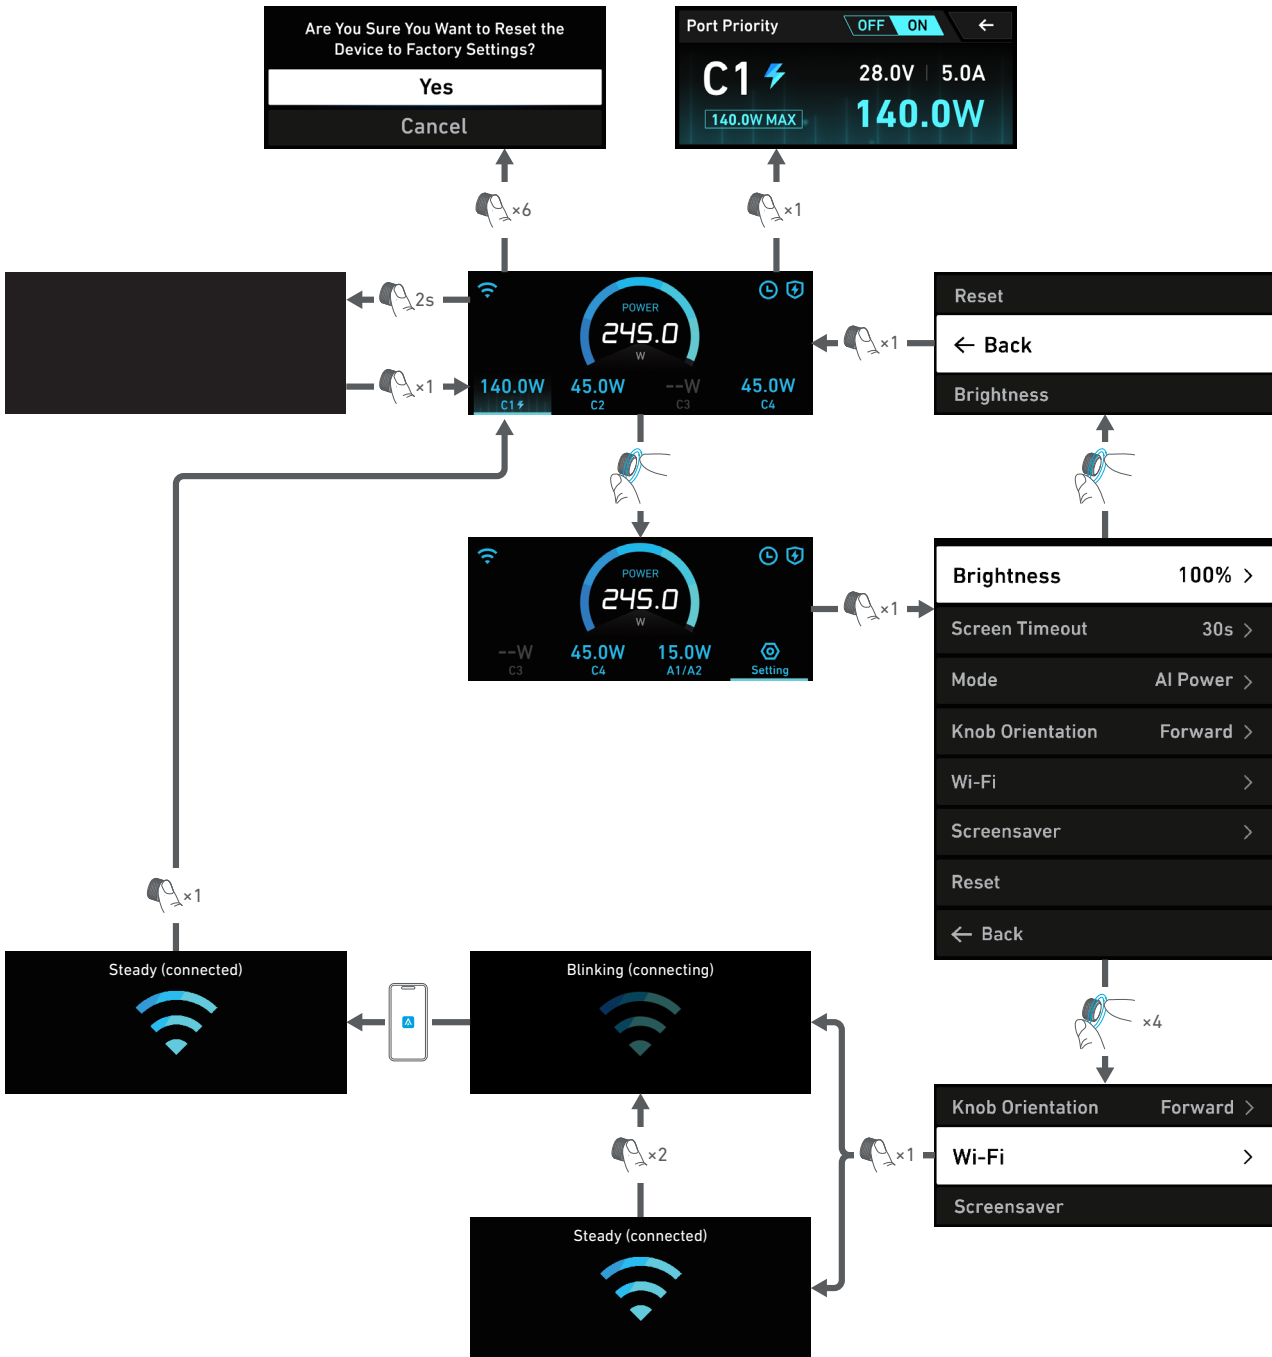 Are You Sure You Want to Reset the
Device to Factory Settings?
Yes
Cancel
Port Priority OFF ON ←
C1 28.0V | 5.0A
140.0W MAX 140.0W
×6
×1
2s
×1
POWER
245.0
W
140.0W 45.0W --W 45.0W
C1 C2 C3 C4
×1
Reset
← Back
Brightness
POWER
245.0
W
--W 45.0W 15.0W
C3 C4 A1/A2 Setting
×1
Brightness 100% >
Screen Timeout 30s >
Mode AI Power >
Knob Orientation Forward >
Wi-Fi >
Screensaver >
Reset
← Back
×1
Steady (connected)
Blinking (connecting)
×4
Knob Orientation Forward >
Wi-Fi >
Screensaver
×1
×2
Steady (connected)